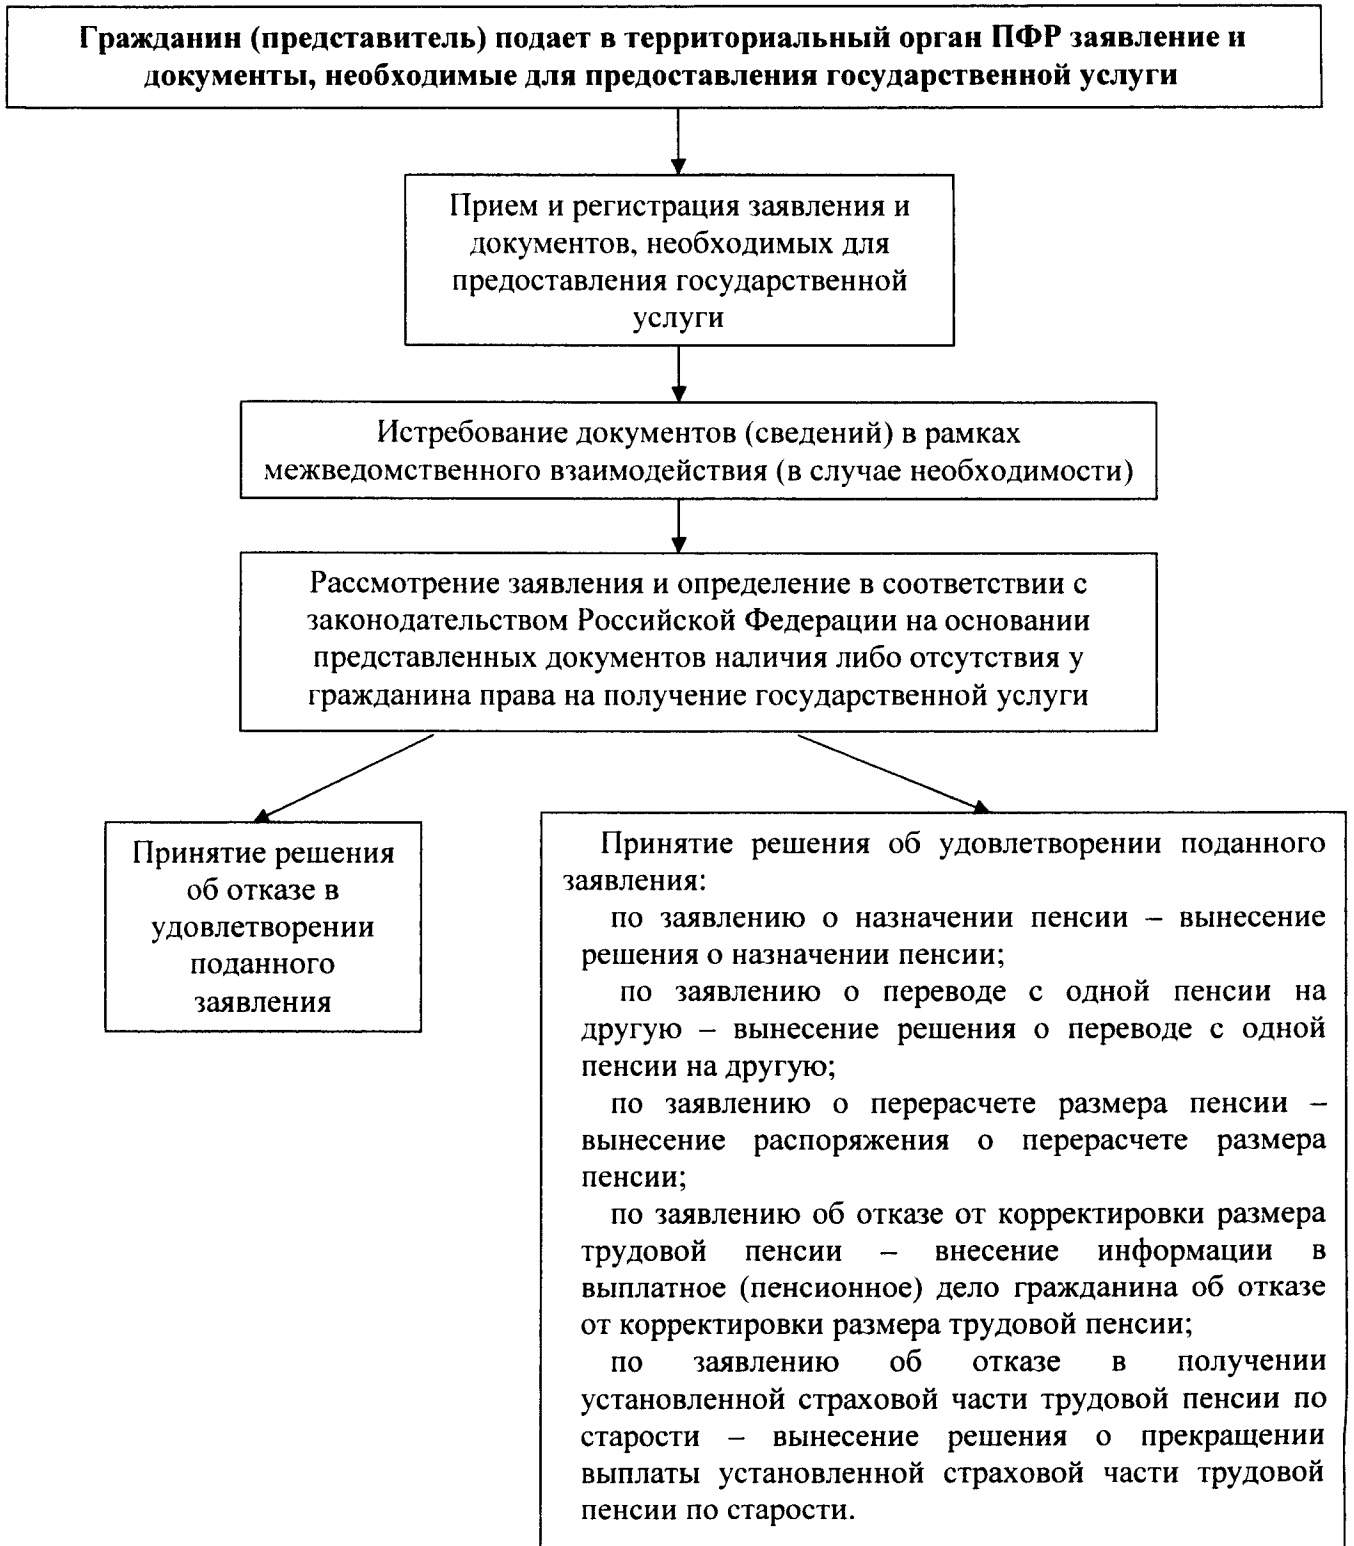 Гражданин (представитель) подает в территориальный орган ПФР заявление и
документы, необходимые для предоставления государственной услуги
Прием и регистрация заявления и
документов, необходимых для
предоставления государственной
услуги
Истребование документов (сведений) в рамках
межведомственного взаимодействия (в случае необходимости)
Рассмотрение заявления и определение в соответствии с
законодательством Российской Федерации на основании
представленных документов наличия либо отсутствия у
гражданина права на получение государственной услуги
Принятие решения
об отказе в
удовлетворении
поданного
заявления
Принятие решения об удовлетворении поданного
заявления:
по заявлению о назначении пенсии – вынесение
решения о назначении пенсии;
по заявлению о переводе с одной пенсии на
другую – вынесение решения о переводе с одной
пенсии на другую;
по заявлению о перерасчете размера пенсии –
вынесение распоряжения о перерасчете размера
пенсии;
по заявлению об отказе от корректировки размера
трудовой пенсии – внесение информации в
выплатное (пенсионное) дело гражданина об отказе
от корректировки размера трудовой пенсии;
по заявлению об отказе в получении
установленной страховой части трудовой пенсии по
старости – вынесение решения о прекращении
выплаты установленной страховой части трудовой
пенсии по старости.